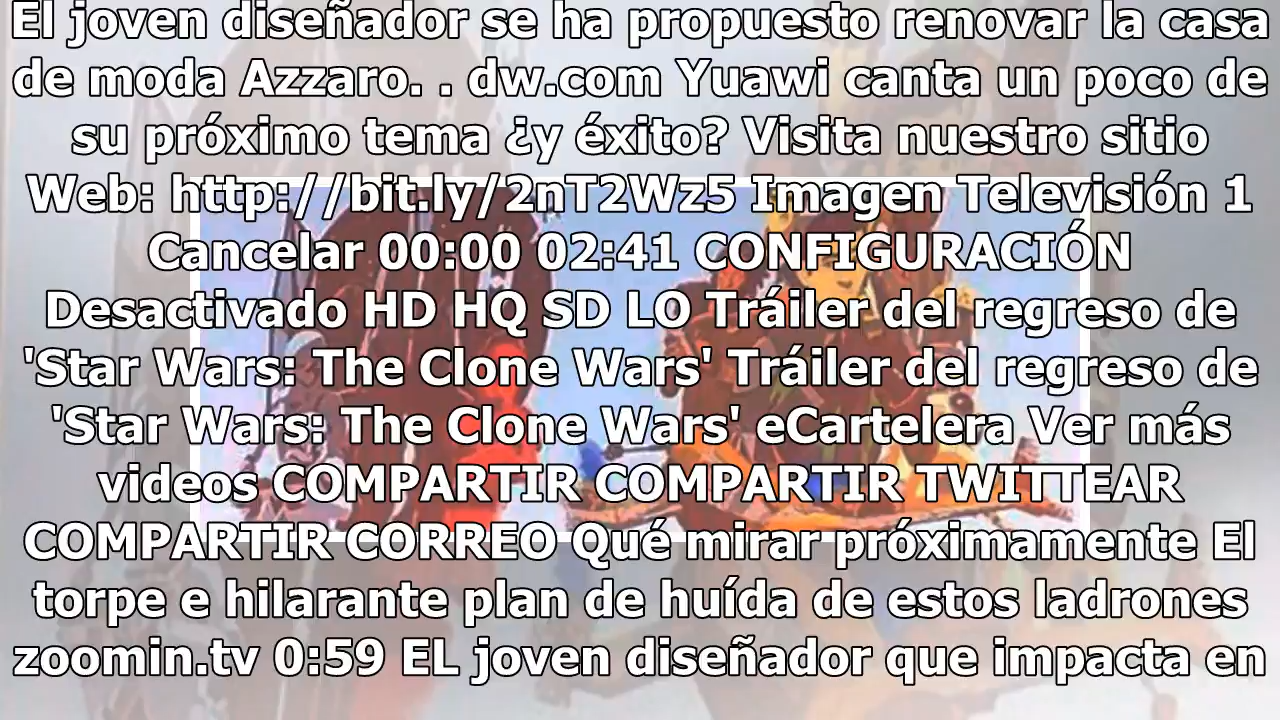 El joven diseñador se ha propuesto renovar la casa
de moda Azzaro. . dw.com Yuawi canta un poco de
su próximo tema ¿y éxito? Visita nuestro sitio
Web: http://bit.ly/2nT2Wz5 Imagen Televisión 1
Cancelar 00:00 02:41 CONFIGURACIÓN
Desactivado HD HQ SD LO Tráiler del regreso de
'Star Wars: The Clone Wars' Tráiler del regreso de
'Star Wars: The Clone Wars' eCartelera Ver más
videos COMPARTIR COMPARTIR TWITTEAR
COMPARTIR CORREO Qué mirar próximamente El
torpe e hilarante plan de huída de estos ladrones
zoomin.tv 0:59 EL joven diseñador que impacta en